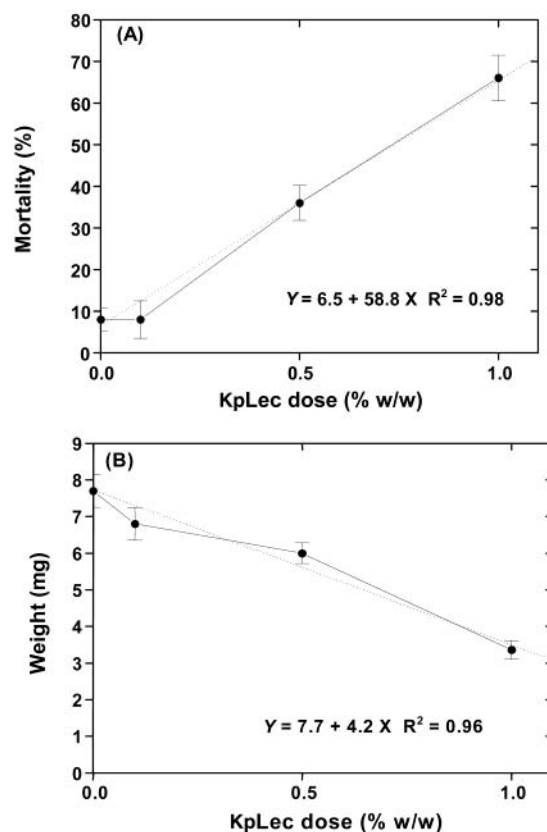 (A)
80
70
60
50
40
30
20
10
0
Mortality (%)
Y = 6.5 + 58.8 X R² = 0.98
0.0 0.5 1.0
KpLec dose (% w/w)
(B)
9
8
7
6
5
4
3
2
1
0
Weight (mg)
Y = 7.7 + 4.2 X R² = 0.96
0.0 0.5 1.0
KpLec dose (% w/w)